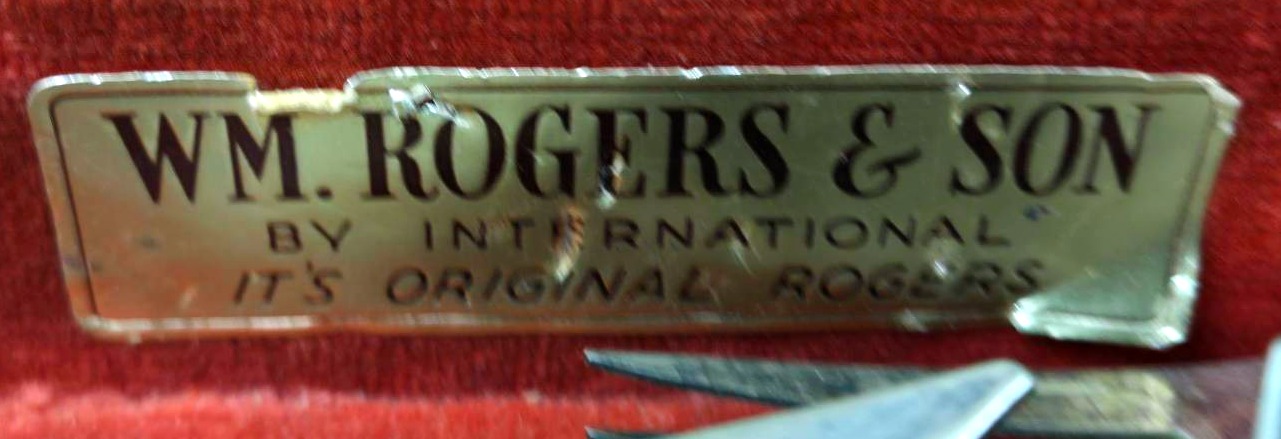 WM. ROGERS & SON
BY INTERNATIONAL
IT'S ORIGINAL ROGERS